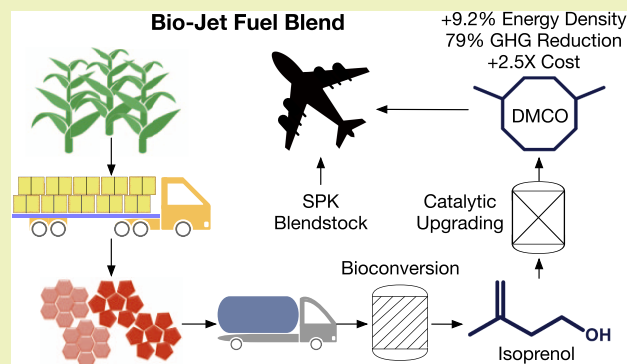 Bio-Jet Fuel Blend
+9.2% Energy Density
79% GHG Reduction
+2.5X Cost
DMCO
SPK
Blendstock
Catalytic
Upgrading
Bioconversion
OH
Isoprenol